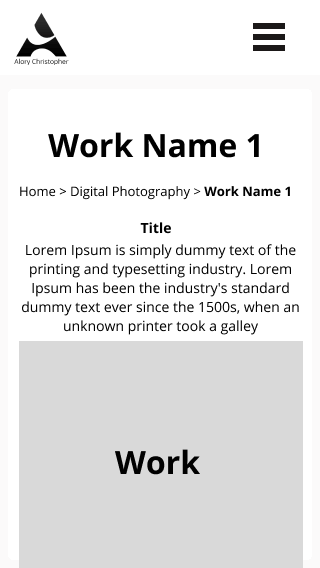 Alory Christopher
Work Name 1
Home > Digital Photography > Work Name 1
Title
Lorem Ipsum is simply dummy text of the
printing and typesetting industry. Lorem
Ipsum has been the industry's standard
dummy text ever since the 1500s, when an
unknown printer took a galley
Work